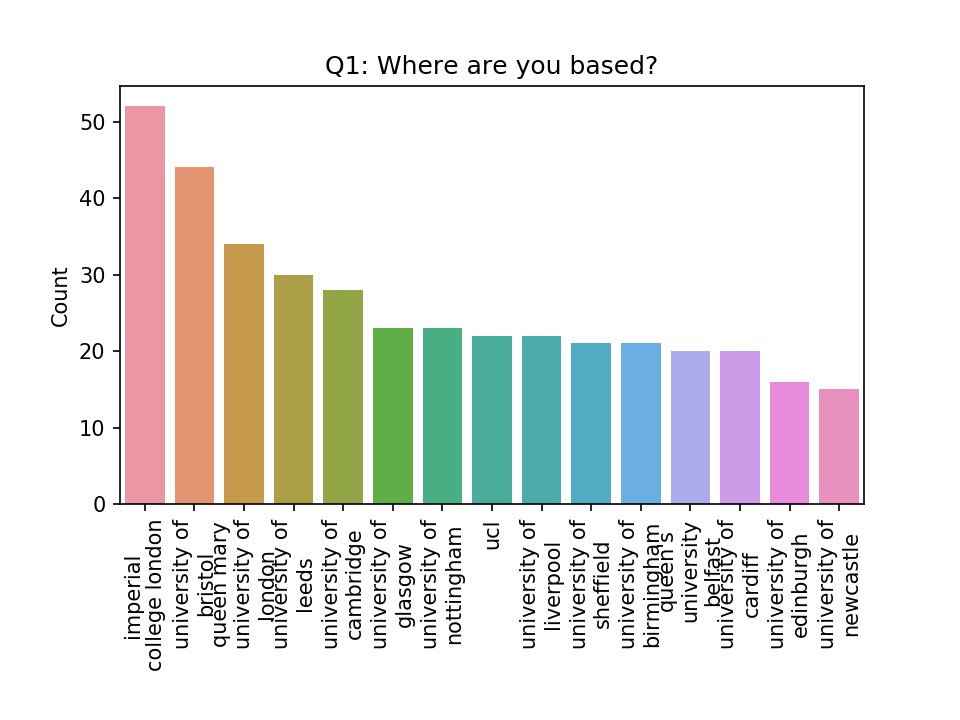 Q1: Where are you based?
Count
50
40
30
20
10
0
imperial
college london
university of
bristol
queen mary
university of
london
university of
leeds
university of
cambridge
university of
glasgow
university of
nottingham
ucl
university of
liverpool
university of
sheffield
university of
birmingham
queen's
university
belfast
university of
cardiff
university of
edinburgh
university of
newcastle